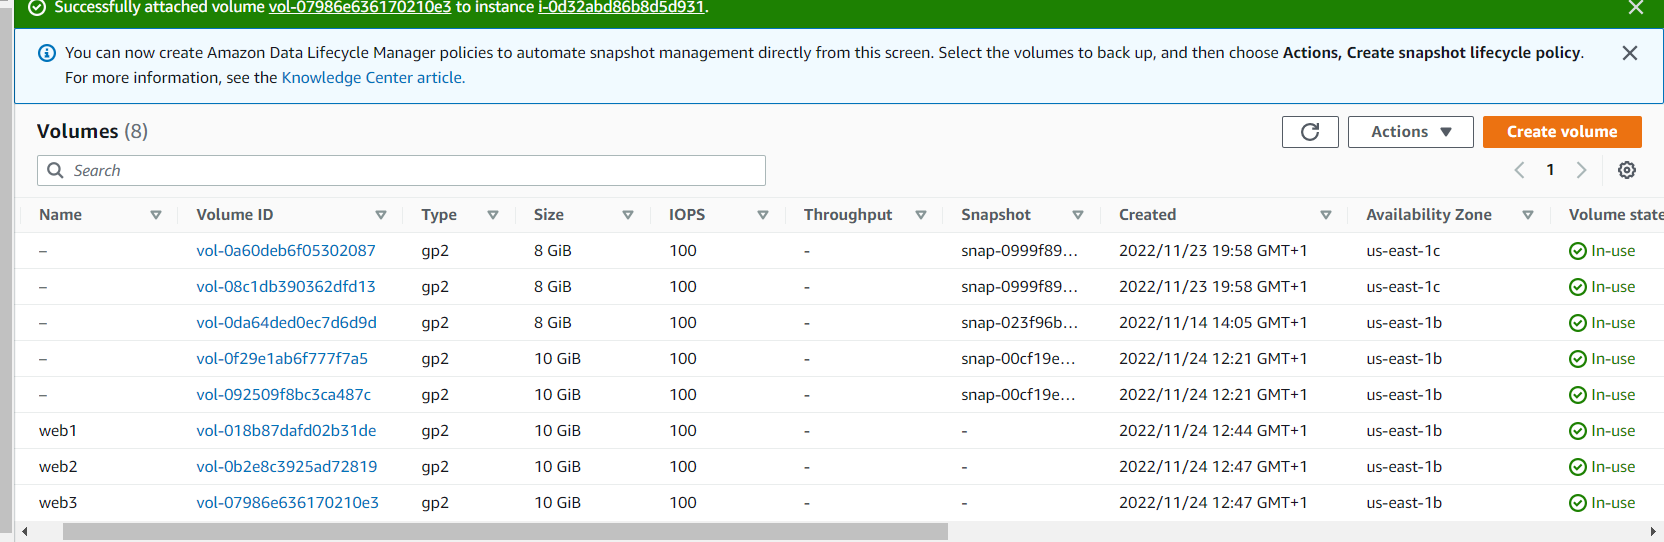 Successfully attached volume vol-07986e636170210e3 to instance i-0d32abd86b8d5d931.
You can now create Amazon Data Lifecycle Manager policies to automate snapshot management directly from this screen. Select the volumes to back up, and then choose Actions, Create snapshot lifecycle policy.
For more information, see the Knowledge Center article.
Volumes (8)
Actions
Create volume
Search
1
Name Volume ID Type Size IOPS Throughput Snapshot Created Availability Zone Volume state
– vol-0a60deb6f05302087 gp2 8 GiB 100 - snap-0999f89... 2022/11/23 19:58 GMT+1 us-east-1c In-use
– vol-08c1db390362dfd13 gp2 8 GiB 100 - snap-0999f89... 2022/11/23 19:58 GMT+1 us-east-1c In-use
– vol-0da64ded0ec7d6d9d gp2 8 GiB 100 - snap-023f96b... 2022/11/14 14:05 GMT+1 us-east-1b In-use
– vol-0f29e1ab6f777f7a5 gp2 10 GiB 100 - snap-00cf19e... 2022/11/24 12:21 GMT+1 us-east-1b In-use
– vol-092509f8bc3ca487c gp2 10 GiB 100 - snap-00cf19e... 2022/11/24 12:21 GMT+1 us-east-1b In-use
web1 vol-018b87dafd02b31de gp2 10 GiB 100 - - 2022/11/24 12:44 GMT+1 us-east-1b In-use
web2 vol-0b2e8c3925ad72819 gp2 10 GiB 100 - - 2022/11/24 12:47 GMT+1 us-east-1b In-use
web3 vol-07986e636170210e3 gp2 10 GiB 100 - - 2022/11/24 12:47 GMT+1 us-east-1b In-use